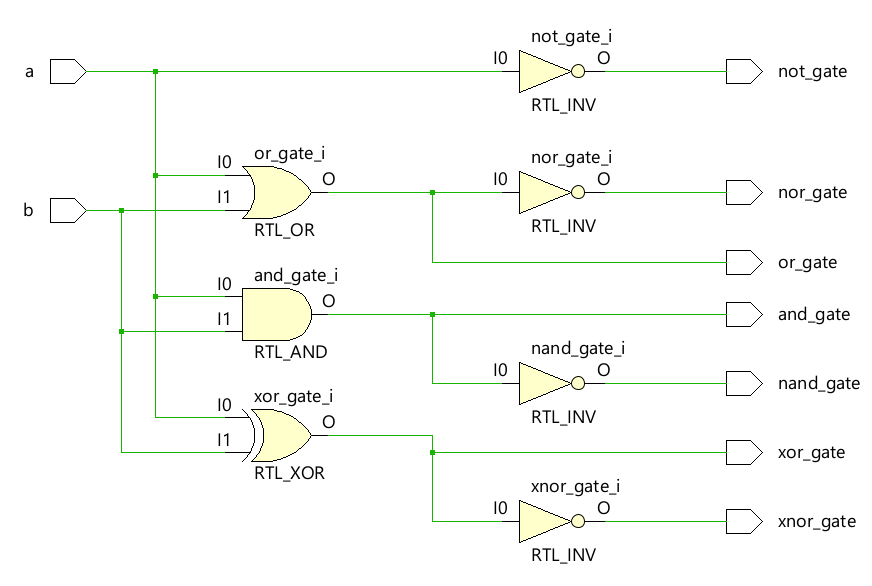 not_gate_i
a
I0
O
not_gate
RTL_INV
or_gate_i
I0
O
I1
RTL_OR
b
nor_gate_i
I0
O
nor_gate
RTL_INV
or_gate
and_gate_i
I0
O
I1
RTL_AND
and_gate
nand_gate_i
I0
O
nand_gate
RTL_INV
xor_gate_i
I0
O
I1
RTL_XOR
xor_gate
xnor_gate_i
I0
O
xnor_gate
RTL_INV